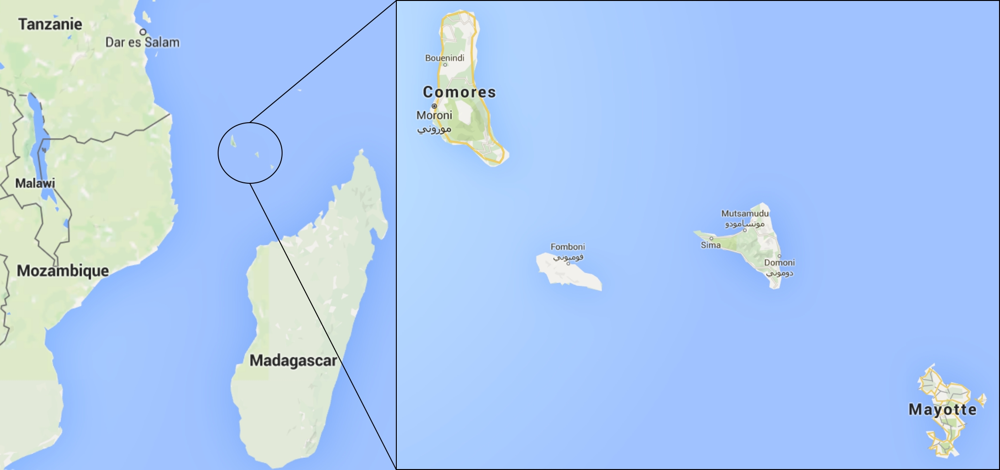 Tanzanie
Dar es Salam
Malawi
Mozambique
Madagascar
Bouenindi
Comores
Moroni
موروني
Mutsamudu
موتسامودو
Sima
Fomboni
فومبوني
Domoni
دوموني
Mayotte